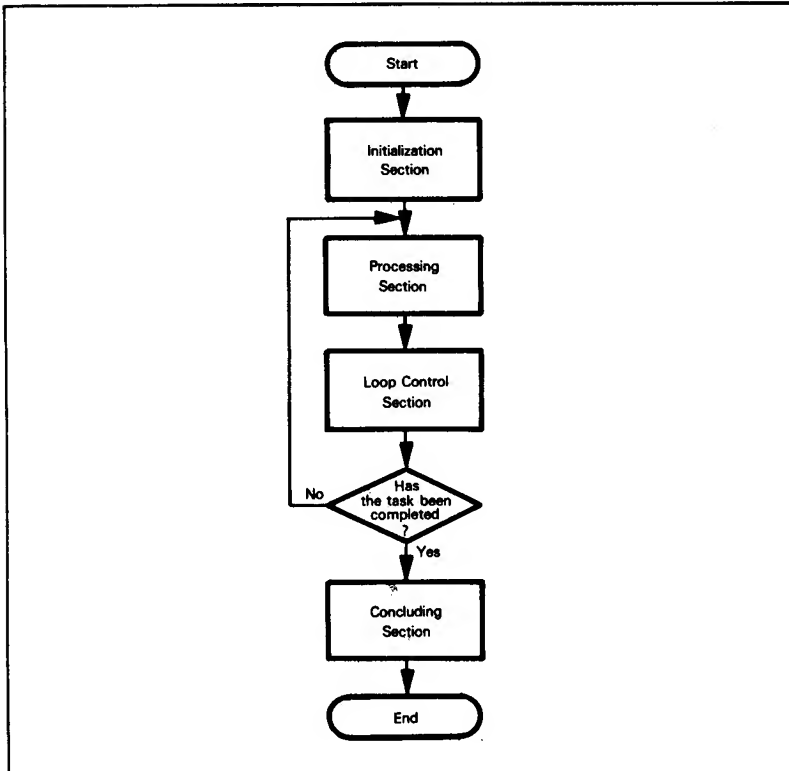 Start
Initialization
Section
Processing
Section
Loop Control
Section
Has
the task been
completed
?
No
Yes
Concluding
Section
End